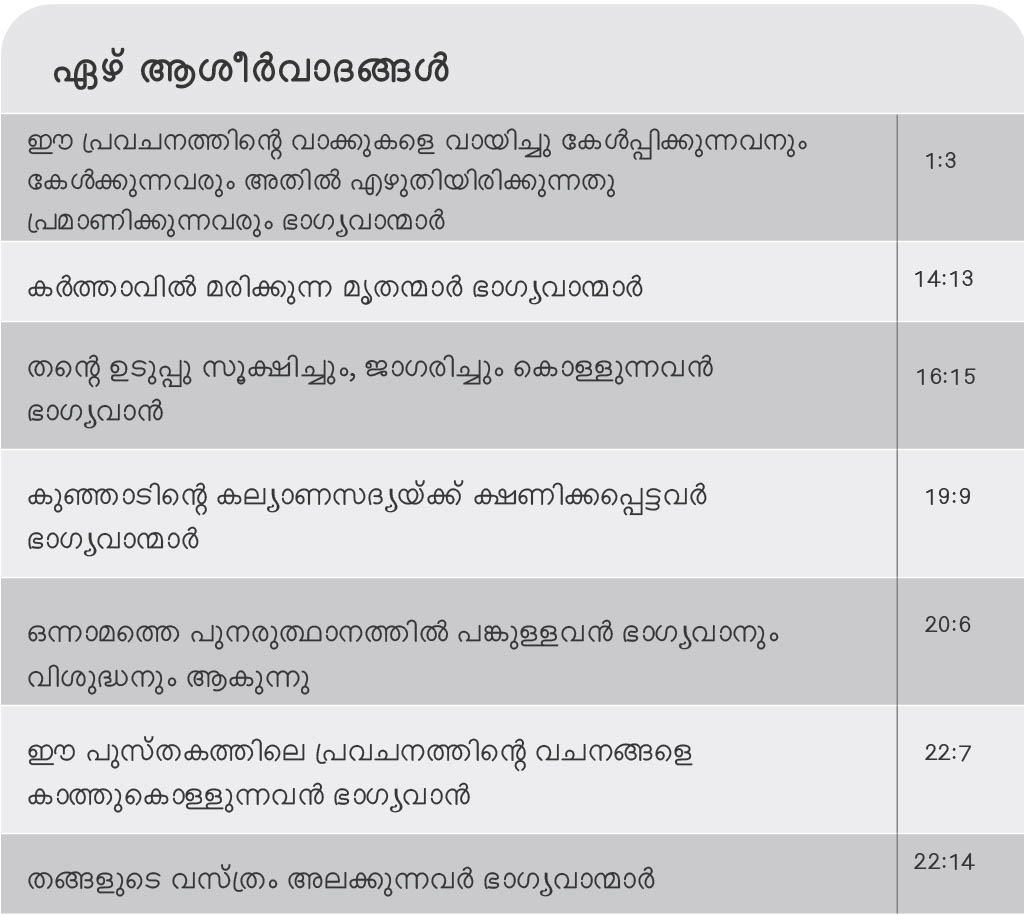 ഏഴ് ആശീർവാദങ്ങൾ
ഈ പ്രവചനത്തിന്റെ വാക്കുകളെ വായിച്ചു കേൾപ്പിക്കുന്നവനും
കേൾക്കുന്നവരും അതിൽ എഴുതിയിരിക്കുന്നതു
പ്രമാണിക്കുന്നവരും ഭാഗ്യവാന്മാർ
1:3
കർത്താവിൽ മരിക്കുന്ന മൃതന്മാർ ഭാഗ്യവാന്മാർ
14:13
തന്റെ ഉടുപ്പു സൂക്ഷിച്ചും, ജാഗരിച്ചും കൊള്ളുന്നവൻ
ഭാഗ്യവാൻ
16:15
കുഞ്ഞാടിന്റെ കല്യാണസദ്യയ്ക്ക് ക്ഷണിക്കപ്പെട്ടവർ
ഭാഗ്യവാന്മാർ
19:9
ഒന്നാമത്തെ പുനരുത്ഥാനത്തിൽ പങ്കുള്ളവൻ ഭാഗ്യവാനും
വിശുദ്ധനും ആകുന്നു
20:6
ഈ പുസ്തകത്തിലെ പ്രവചനത്തിന്റെ വചനങ്ങളെ
കാത്തുകൊള്ളുന്നവൻ ഭാഗ്യവാൻ
22:7
തങ്ങളുടെ വസ്ത്രം അലക്കുന്നവർ ഭാഗ്യവാന്മാർ
22:14